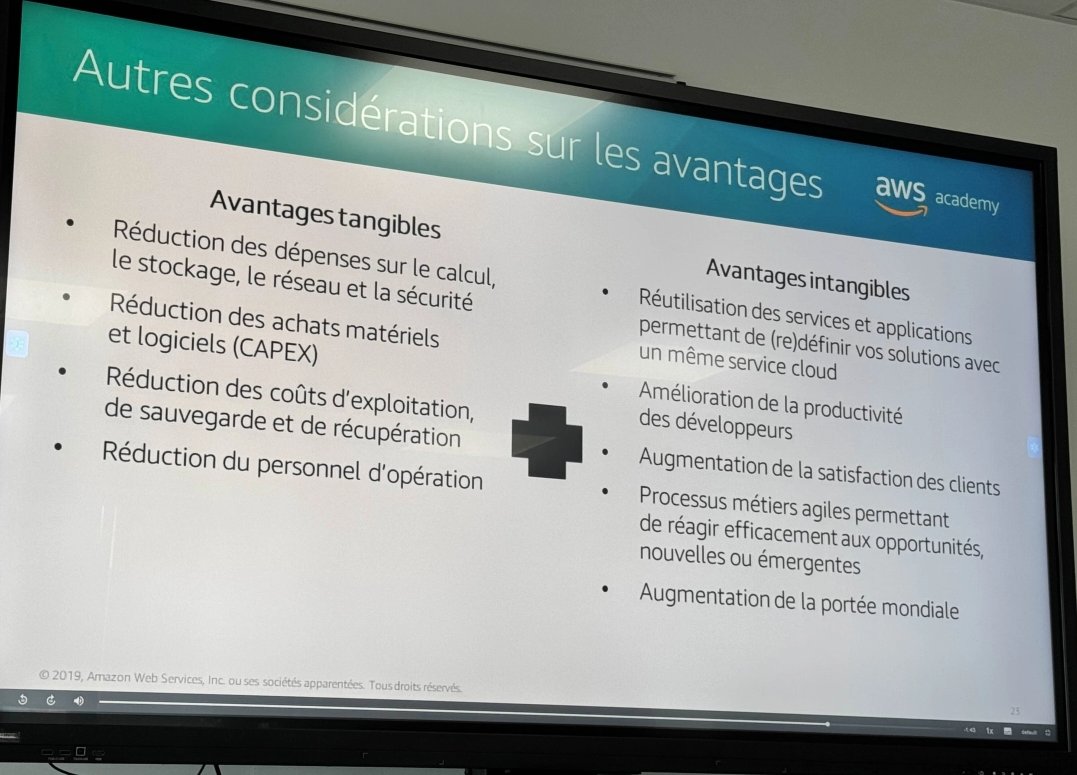 Autres considérations sur les avantages
aws academy
Avantages tangibles
• Réduction des dépenses sur le calcul,
le stockage, le réseau et la sécurité
• Réduction des achats matériels
et logiciels (CAPEX)
• Réduction des coûts d'exploitation,
de sauvegarde et de récupération
• Réduction du personnel d'opération
Avantages intangibles
• Réutilisation des services et applications
permettant de (re)définir vos solutions avec
un même service cloud
• Amélioration de la productivité
des développeurs
• Augmentation de la satisfaction des clients
• Processus métiers agiles permettant
de réagir efficacement aux opportunités,
nouvelles ou émergentes
• Augmentation de la portée mondiale
© 2019, Amazon Web Services, Inc. ou ses sociétés apparentées. Tous droits réservés.
23
-1:43 1x default